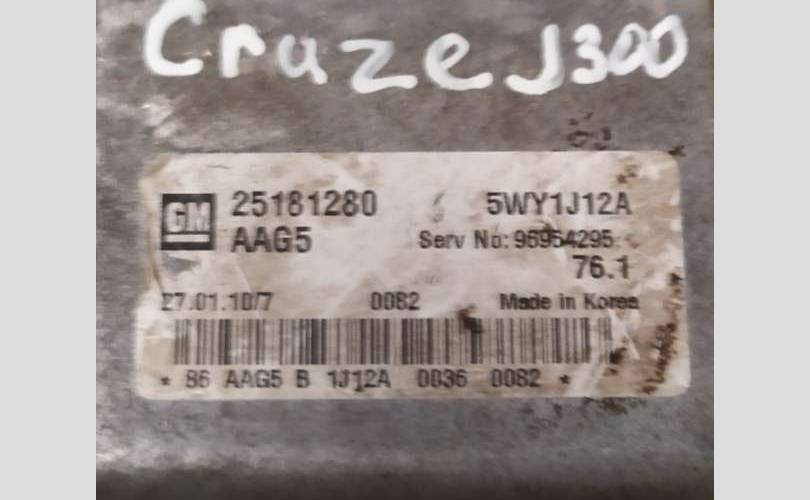 Cruze J300
GM 25181280 5WY1J12A
AAG5 Serv No: 96954295
76.1
27.01.10/7 0082 Made in Korea
* 86 AAG5 B 1J12A 0036 0082 *